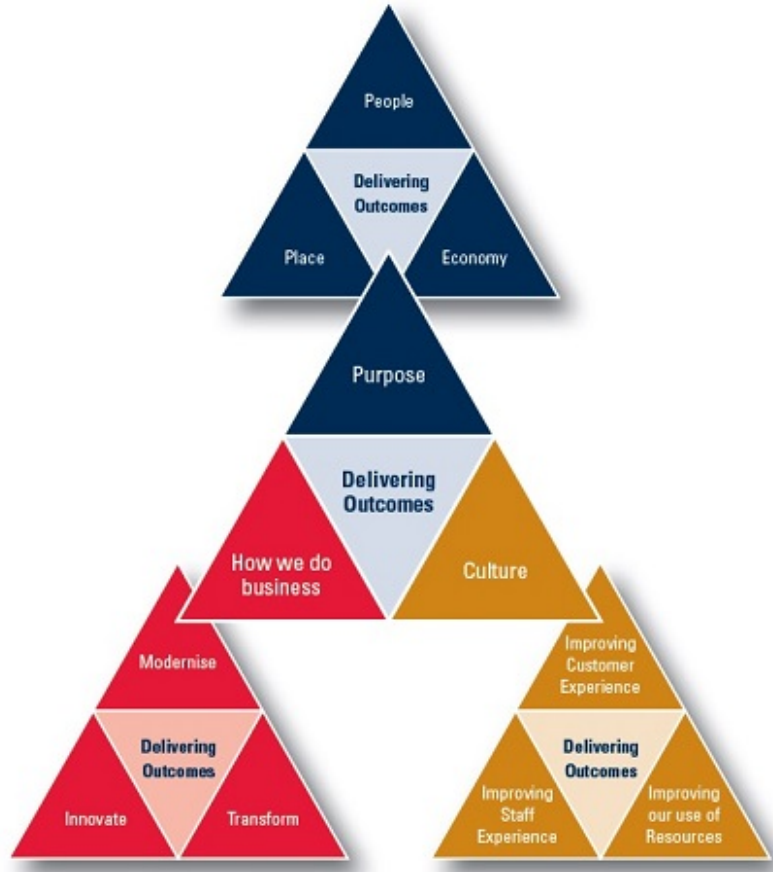 People
Delivering
Outcomes
Place
Economy
Purpose
Delivering
Outcomes
How we do
business
Culture
Modernise
Delivering
Outcomes
Innovate
Transform
Improving
Customer
Experience
Delivering
Outcomes
Improving
Staff
Experience
Improving
our use of
Resources